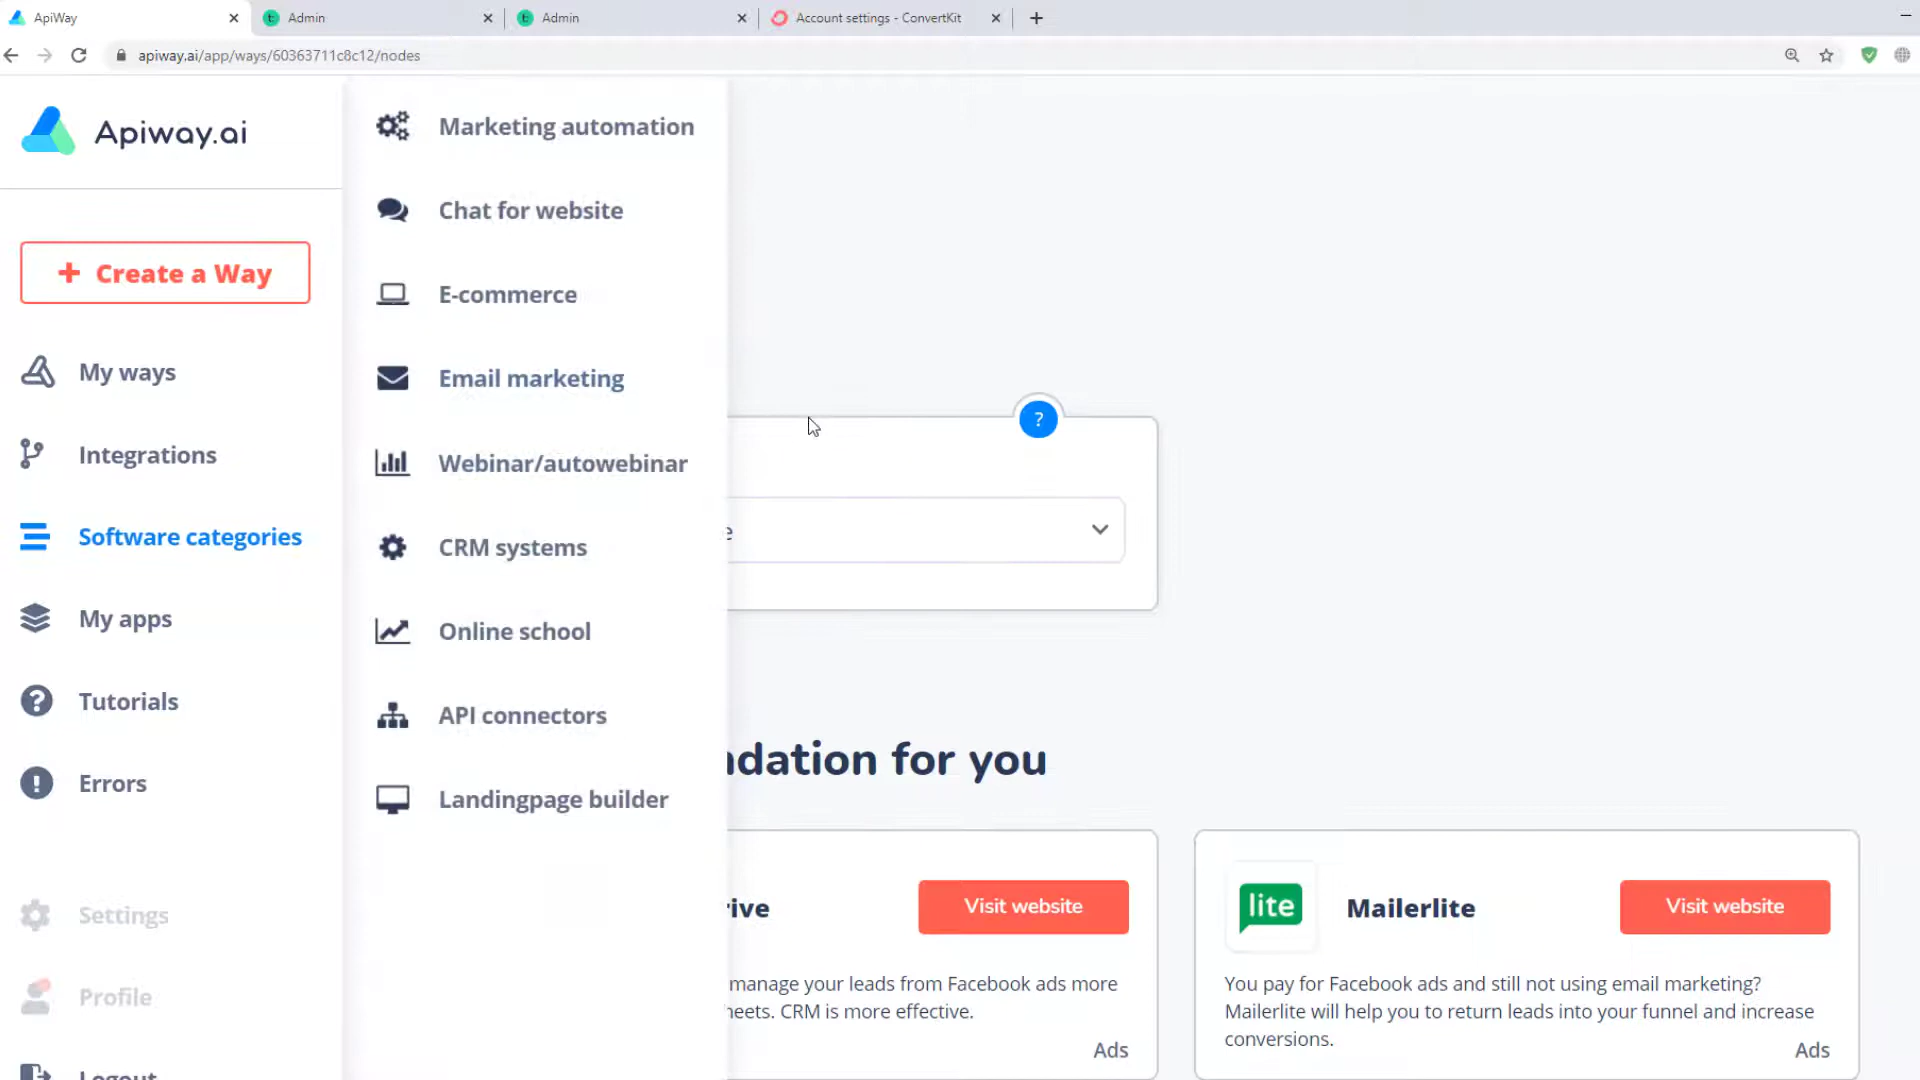 ApiWay
Admin
Admin
Account settings - ConvertKit
apiway.ai/app/ways/60363711c8c12/nodes
Apiway.ai
+ Create a Way
My ways
Integrations
Software categories
My apps
Tutorials
Errors
Settings
Profile
Logout
Marketing automation
Chat for website
E-commerce
Email marketing
Webinar/autowebinar
CRM systems
Online school
API connectors
Landingpage builder
?
e
ndation for you
rive
Visit website
manage your leads from Facebook ads more
heets. CRM is more effective.
Ads
lite
Mailerlite
Visit website
You pay for Facebook ads and still not using email marketing?
Mailerlite will help you to return leads into your funnel and increase
conversions.
Ads